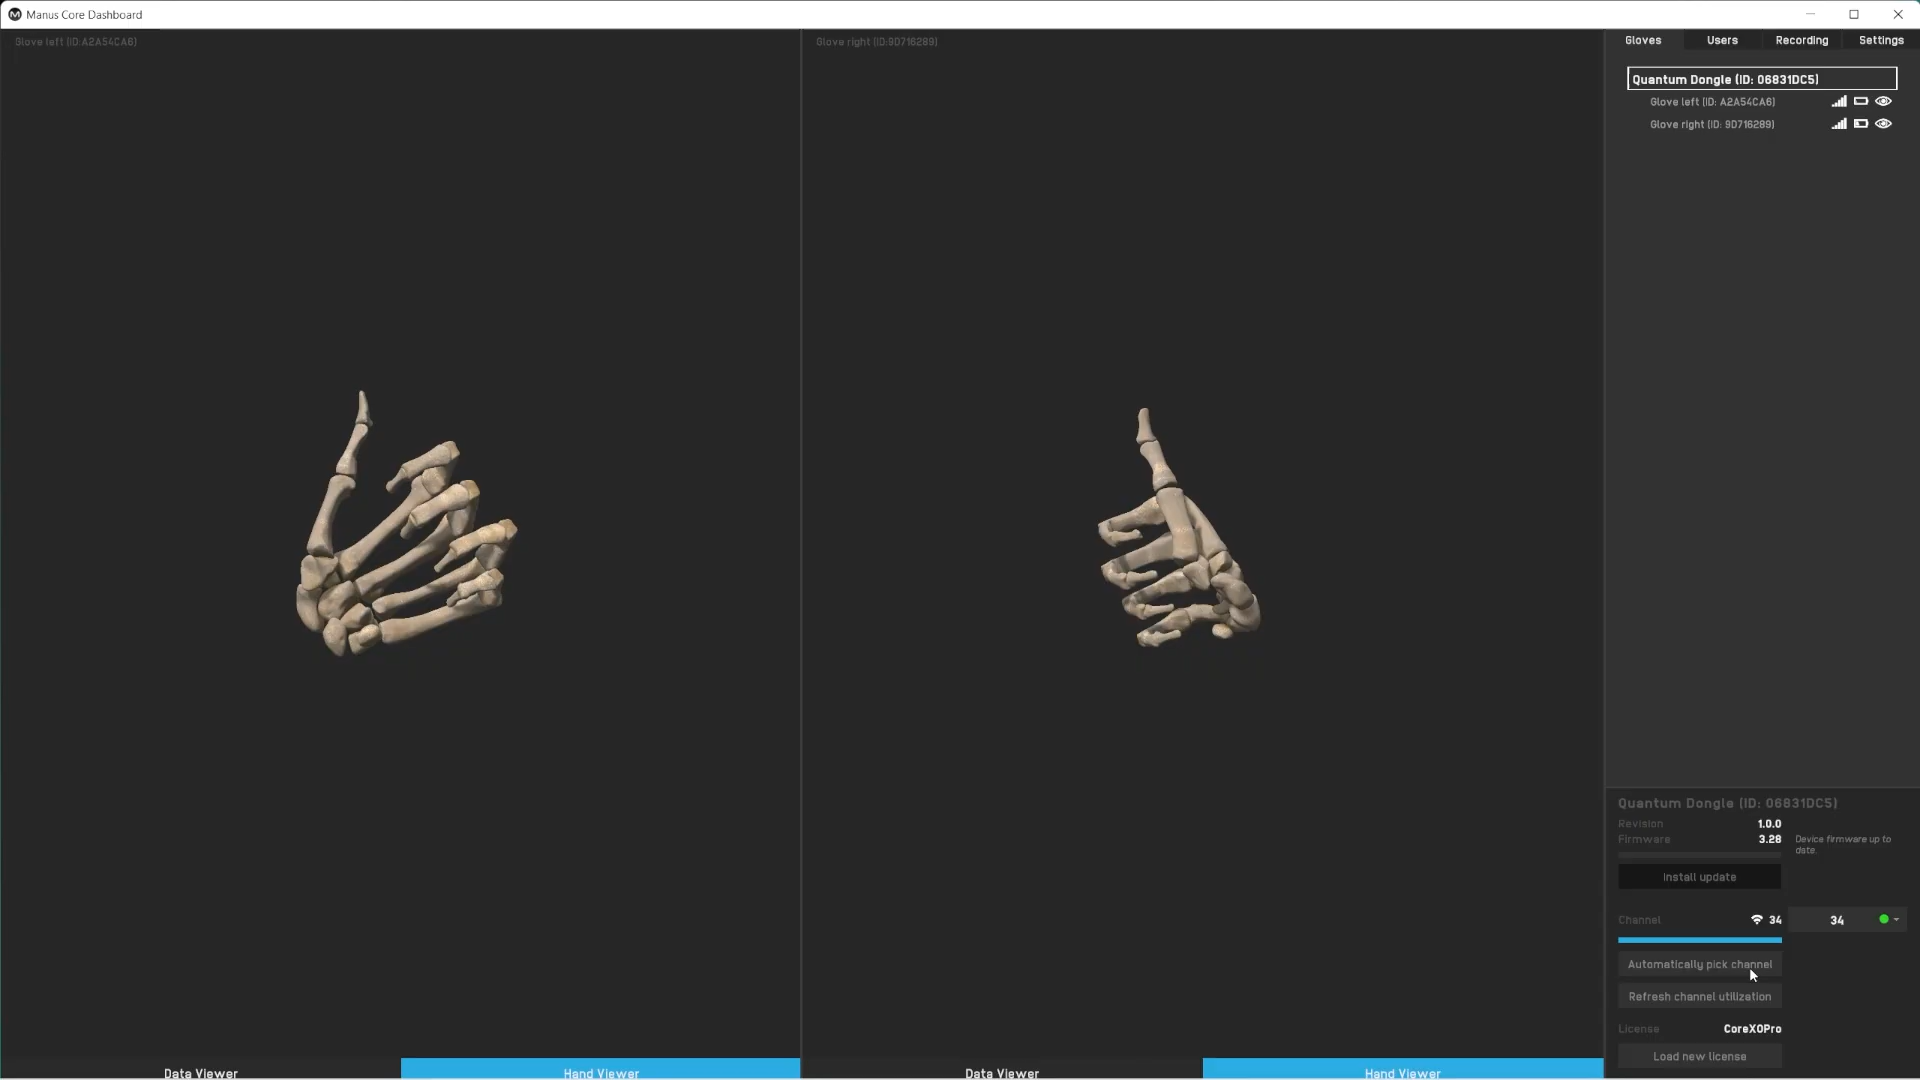 Manus Core Dashboard
Glove left (ID:A2A54CA6)
Glove right (ID:9D716289)
Gloves Users Recording Settings
Quantum Dongle (ID: 06831DC5)
Glove left (ID: A2A54CA6)
Glove right (ID: 9D716289)
Quantum Dongle (ID: 06831DC5)
Revision 1.0.0
Firmware 3.28
Device firmware up to
date.
Install update
Channel 34 34
Automatically pick channel
Refresh channel utilization
License CoreXOPro
Load new license
Data Viewer Hand Viewer Data Viewer Hand Viewer